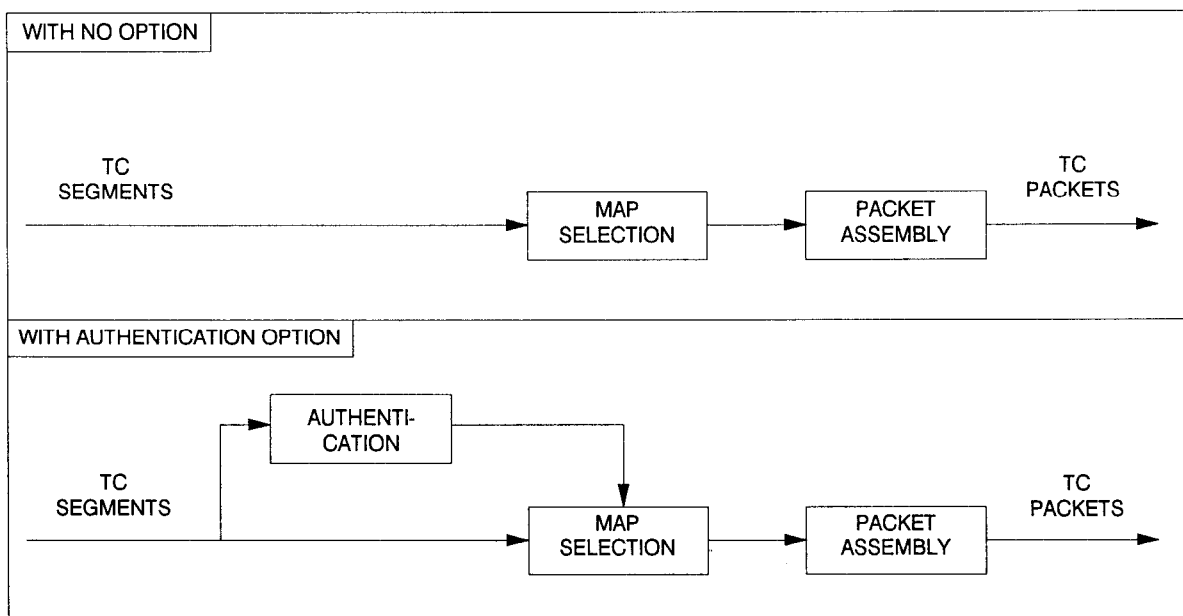 WITH NO OPTION
TC
SEGMENTS
MAP
SELECTION
PACKET
ASSEMBLY
TC
PACKETS
WITH AUTHENTICATION OPTION
AUTHENTI-
CATION
TC
SEGMENTS
MAP
SELECTION
PACKET
ASSEMBLY
TC
PACKETS